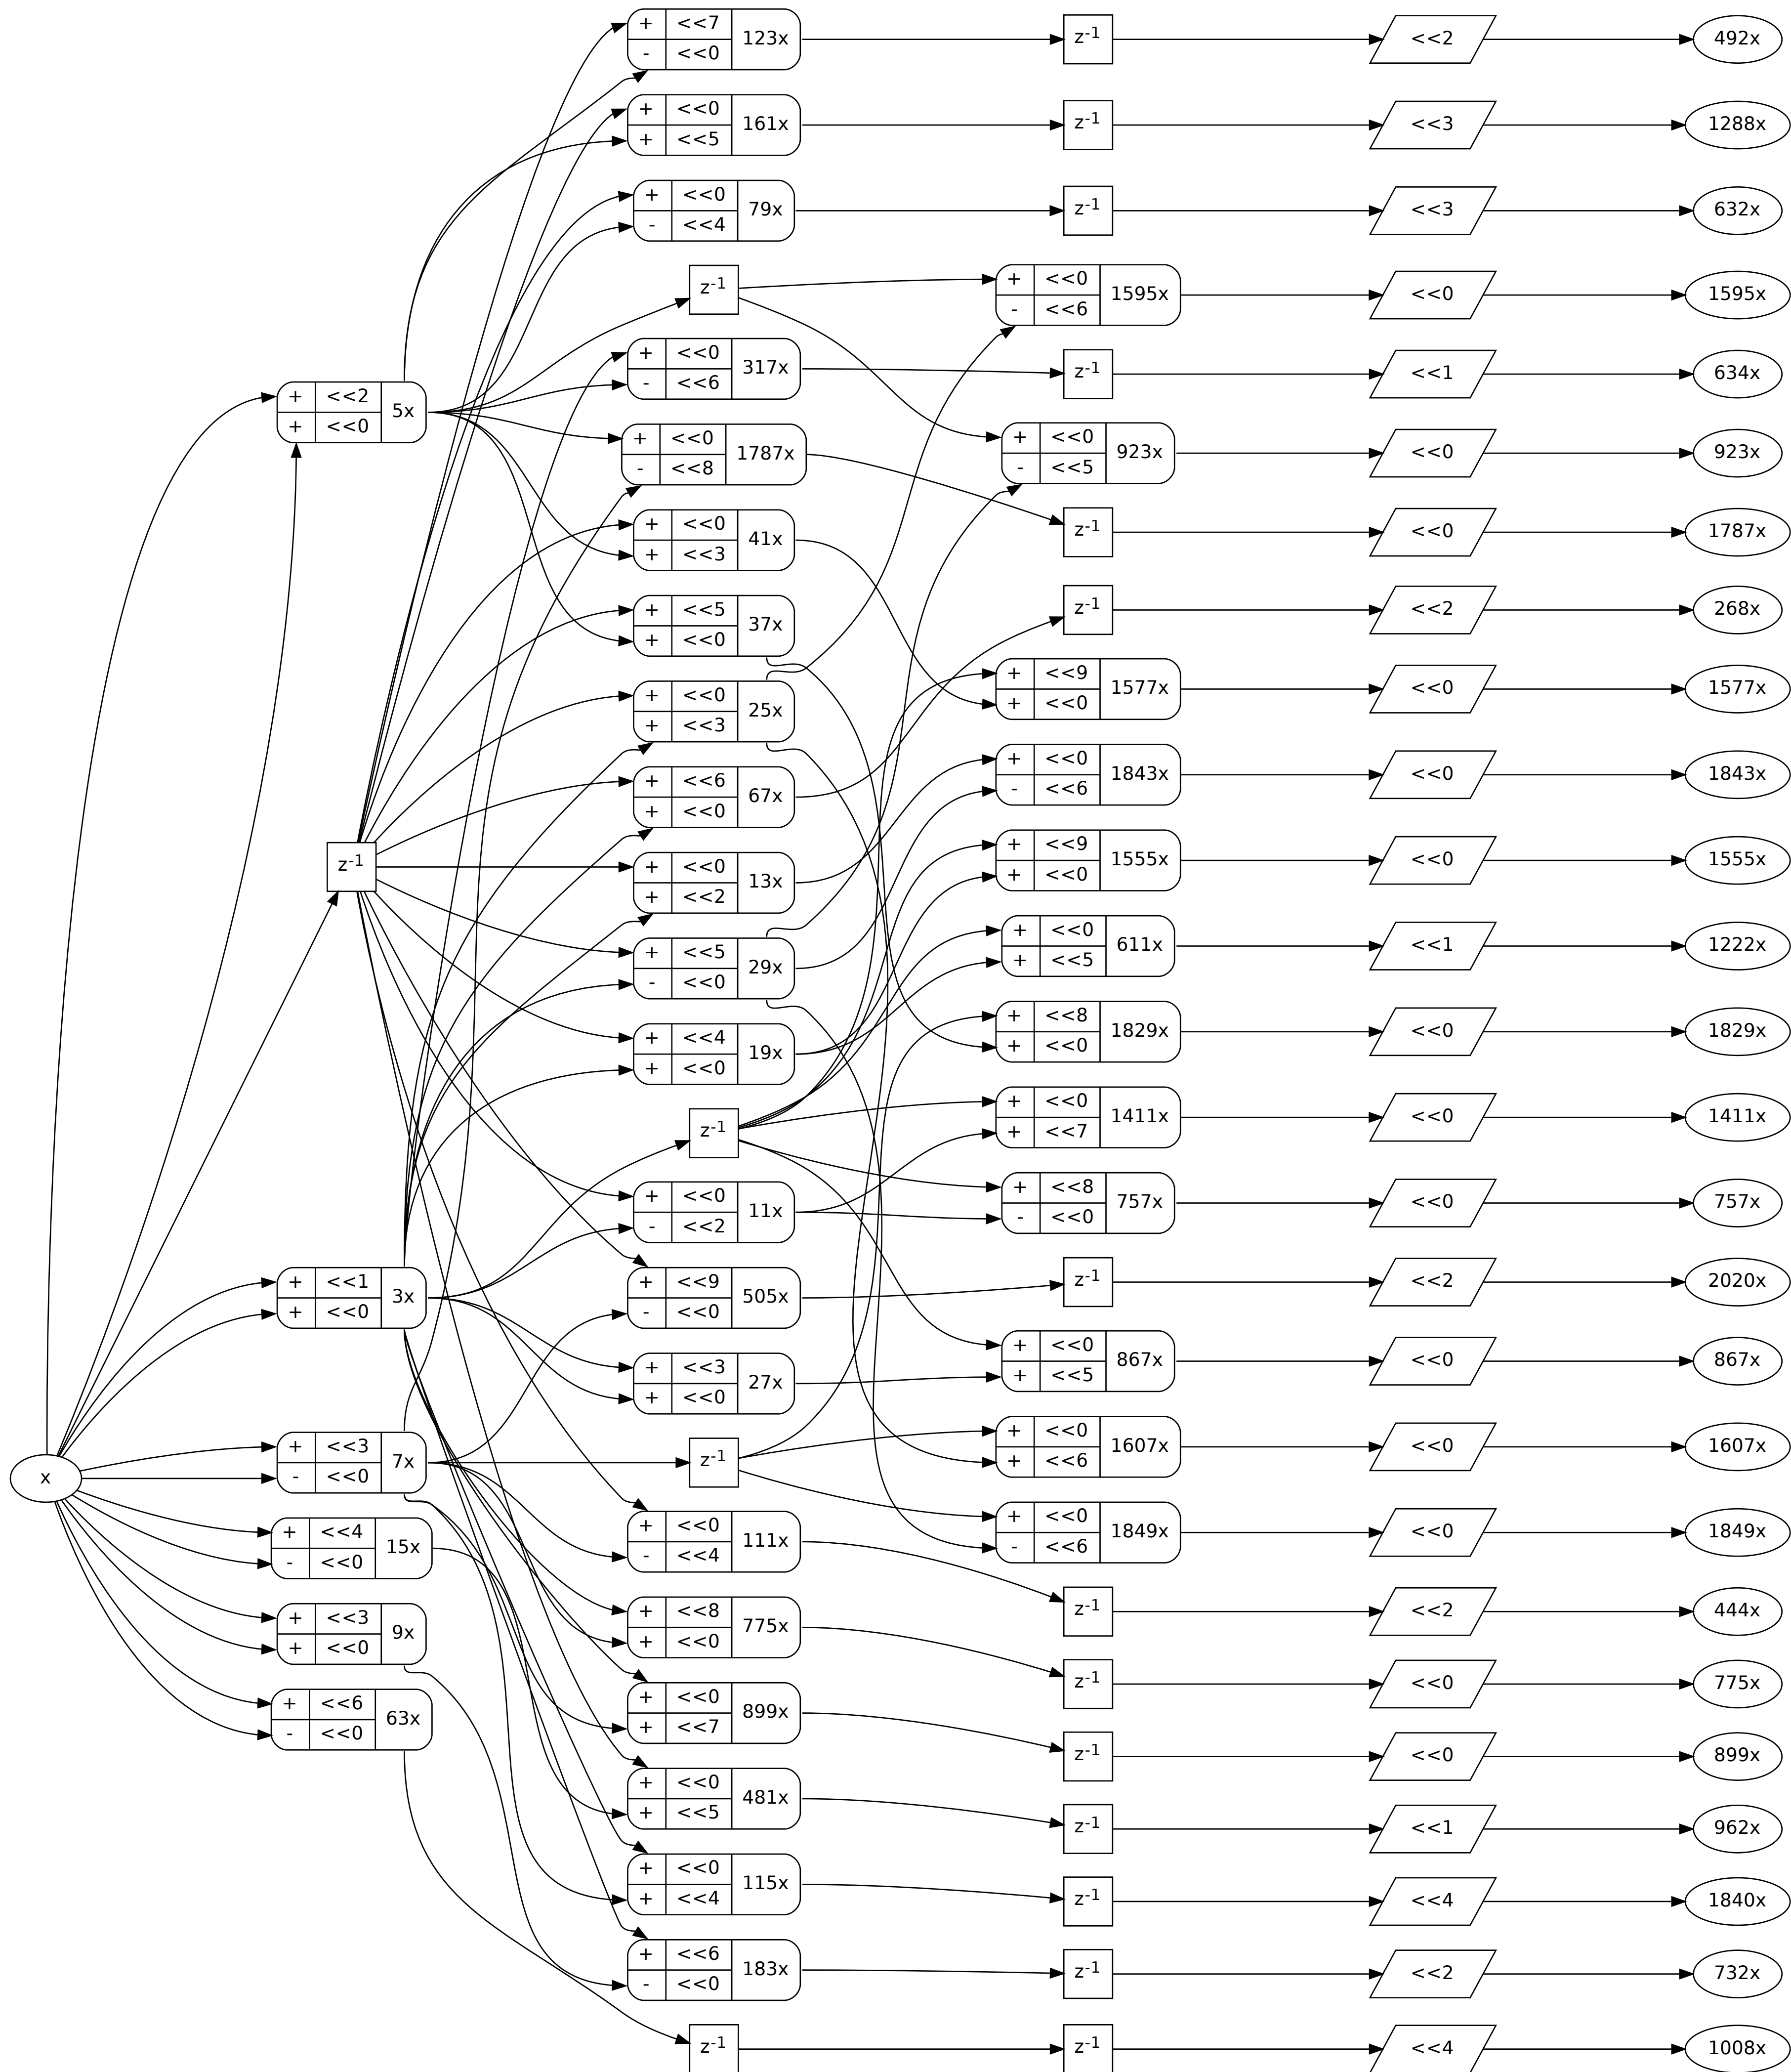 + <<7 123x
- <<0
z-1
<<2
492x
+ <<0 161x
+ <<5
z-1
<<3
1288x
+ <<0 79x
- <<4
z-1
<<3
632x
z-1
+ <<0 1595x
- <<6
<<0
1595x
+ <<0 317x
- <<6
z-1
<<1
634x
+ <<2 5x
+ <<0
+ <<0 1787x
- <<8
+ <<0 923x
- <<5
<<0
923x
+ <<0 41x
+ <<3
z-1
<<0
1787x
+ <<5 37x
+ <<0
z-1
<<2
268x
+ <<0 25x
+ <<3
+ <<9 1577x
+ <<0
<<0
1577x
+ <<6 67x
+ <<0
+ <<0 1843x
- <<6
<<0
1843x
z-1
+ <<0 13x
+ <<2
+ <<9 1555x
+ <<0
<<0
1555x
+ <<5 29x
- <<0
+ <<0 611x
+ <<5
<<1
1222x
+ <<4 19x
+ <<0
+ <<8 1829x
+ <<0
<<0
1829x
z-1
+ <<0 1411x
+ <<7
<<0
1411x
+ <<0 11x
- <<2
+ <<8 757x
- <<0
<<0
757x
+ <<1 3x
+ <<0
+ <<9 505x
- <<0
z-1
<<2
2020x
+ <<3 27x
+ <<0
+ <<0 867x
+ <<5
<<0
867x
x
+ <<3 7x
- <<0
z-1
+ <<0 1607x
+ <<6
<<0
1607x
+ <<4 15x
- <<0
+ <<0 111x
- <<4
+ <<0 1849x
- <<6
<<0
1849x
+ <<3 9x
+ <<0
+ <<8 775x
+ <<0
z-1
<<2
444x
+ <<6 63x
- <<0
+ <<0 899x
+ <<7
z-1
<<0
775x
z-1
<<0
899x
+ <<0 481x
+ <<5
z-1
<<1
962x
+ <<0 115x
+ <<4
z-1
<<4
1840x
+ <<6 183x
- <<0
z-1
<<2
732x
z-1
z-1
<<4
1008x